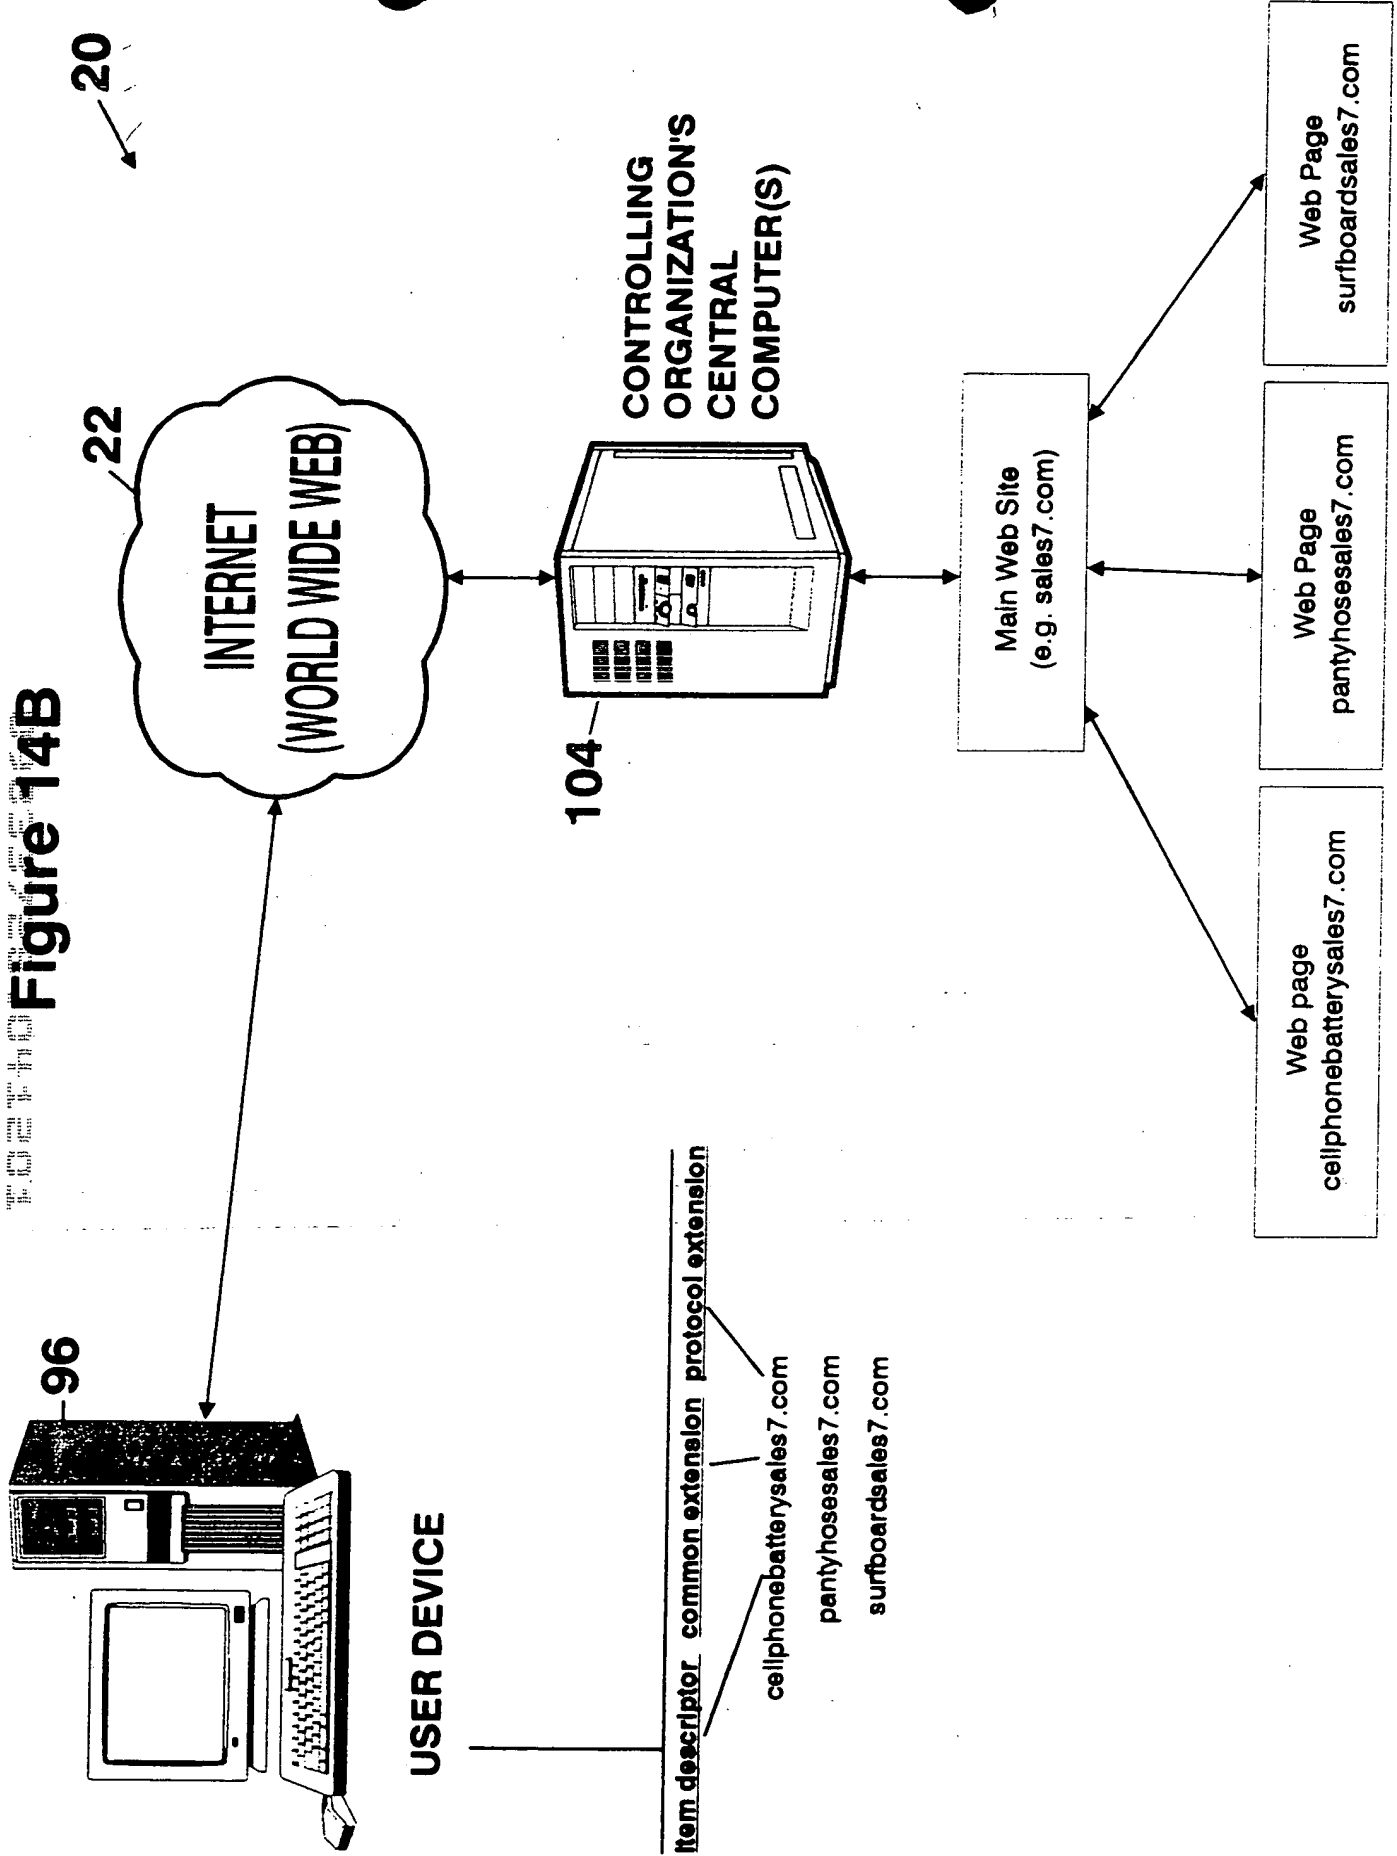 Figure 14B
20
96
22
INTERNET
(WORLD WIDE WEB)
USER DEVICE
104
CONTROLLING
ORGANIZATION'S
CENTRAL
COMPUTER(S)
Item descriptor common extension protocol extension
cellphonebatterysales7.com
pantyhosesales7.com
surfboardsales7.com
Main Web Site
(e.g. sales7.com)
Web page
cellphonebatterysales7.com
Web Page
pantyhosesales7.com
Web Page
surfboardsales7.com